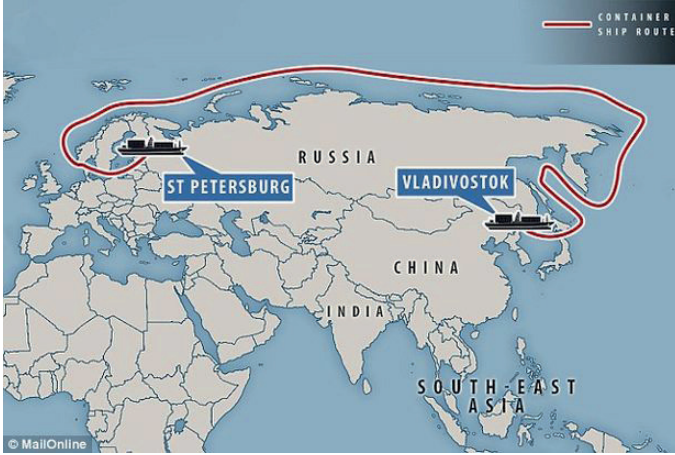 CONTAINER
SHIP ROUTE
RUSSIA
ST PETERSBURG
VLADIVOSTOK
CHINA
INDIA
SOUTH-EAST
ASIA
© MailOnline